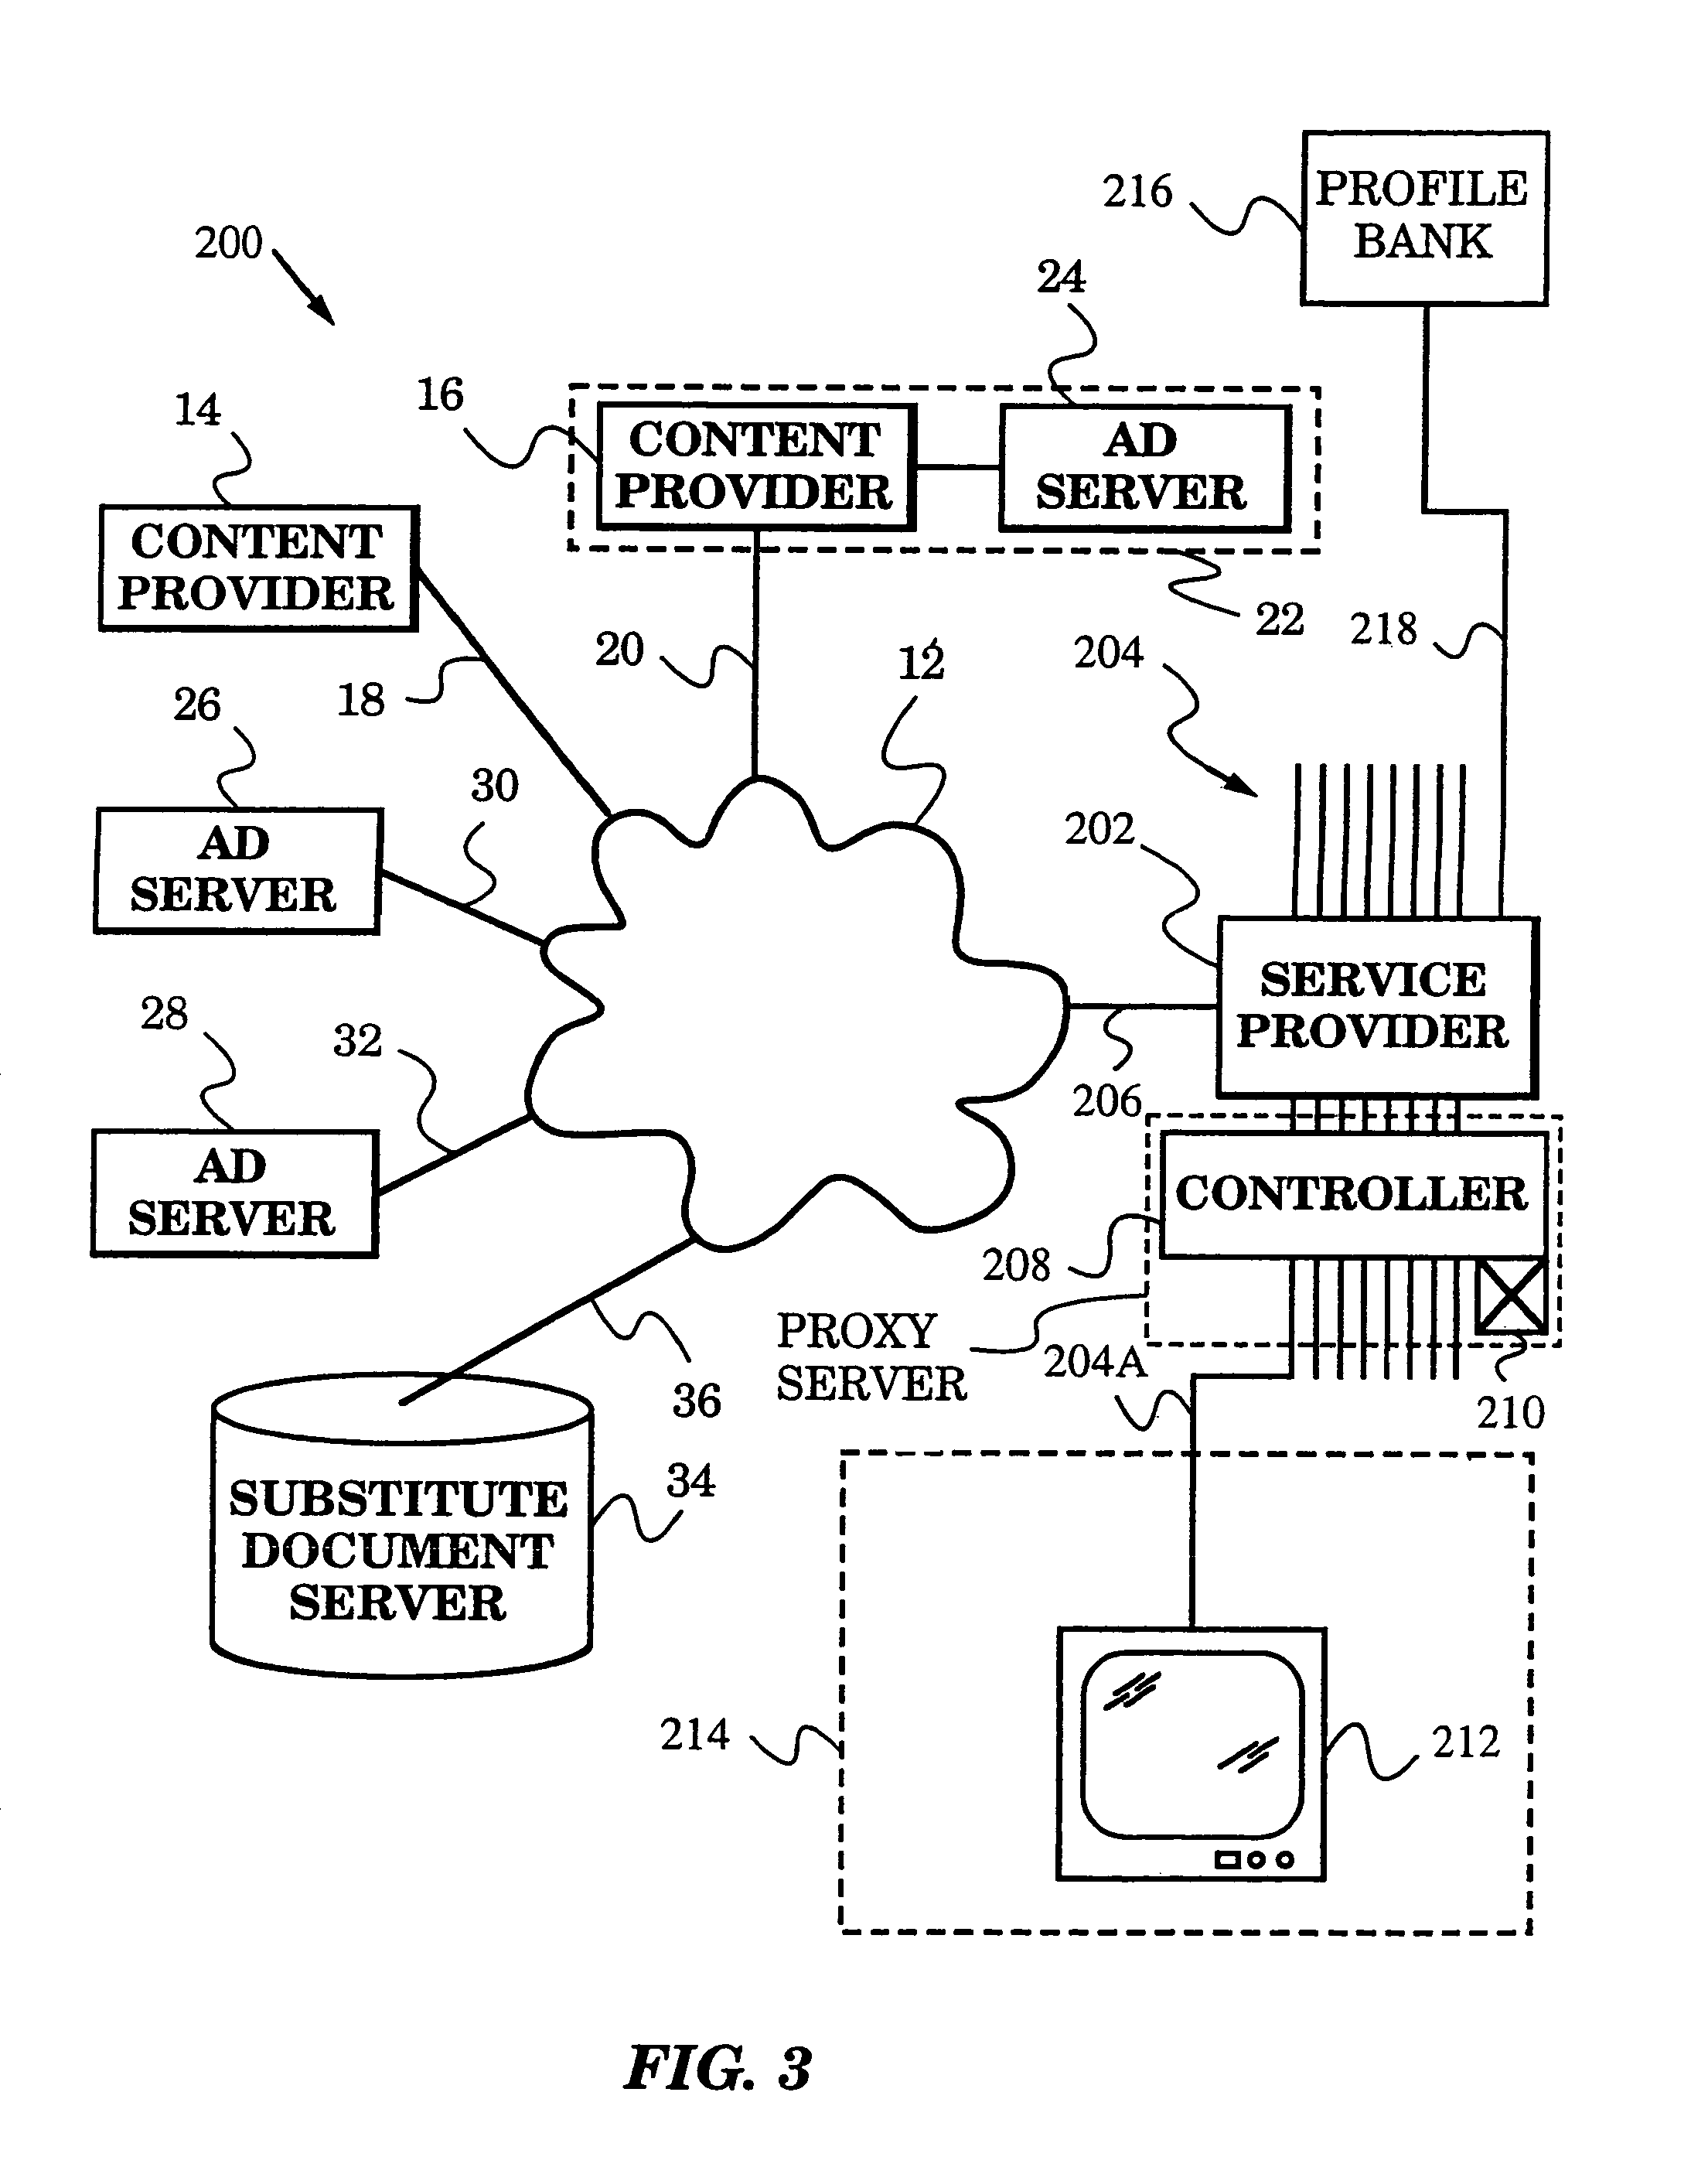 216
PROFILE
BANK
200
24
16
CONTENT
PROVIDER
AD
SERVER
14
CONTENT
PROVIDER
22
218
20
12
204
18
26
30
AD
SERVER
202
SERVICE
PROVIDER
28
32
206
AD
SERVER
CONTROLLER
208
PROXY
SERVER
204A
36
210
34
SUBSTITUTE
DOCUMENT
SERVER
214
212
FIG. 3